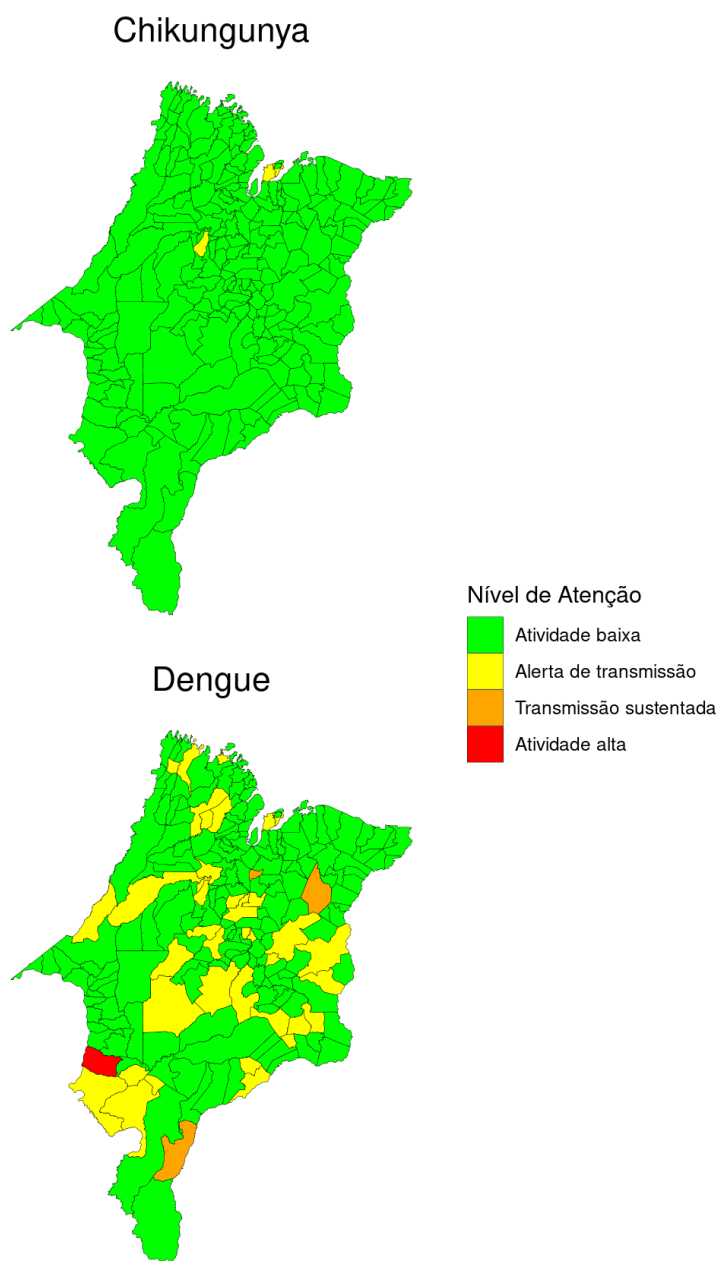 Chikungunya
Nível de Atenção
Atividade baixa
Alerta de transmissão
Transmissão sustentada
Atividade alta
Dengue